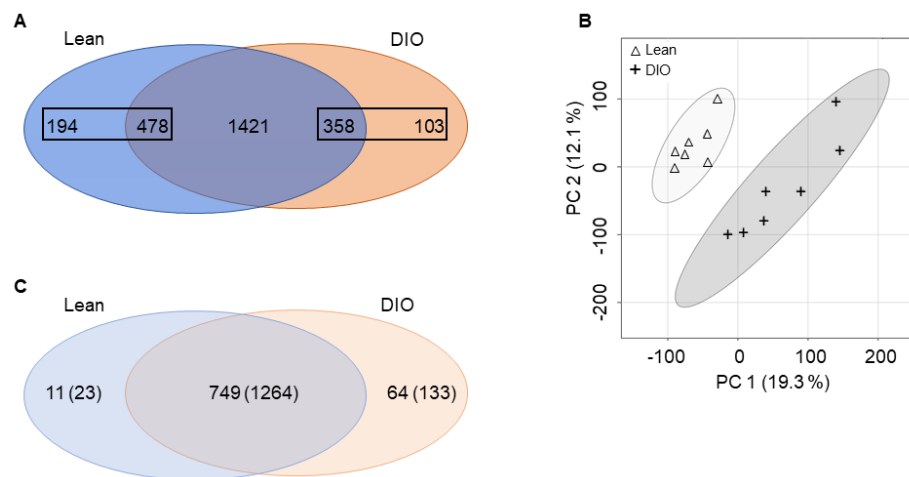 A
Lean DIO
194 478 1421 358 103
B
Lean
DIO
100
0
-100
-200
PC 2 (12.1 %)
-100 0 100 200
PC 1 (19.3 %)
C
Lean DIO
11 (23) 749 (1264) 64 (133)